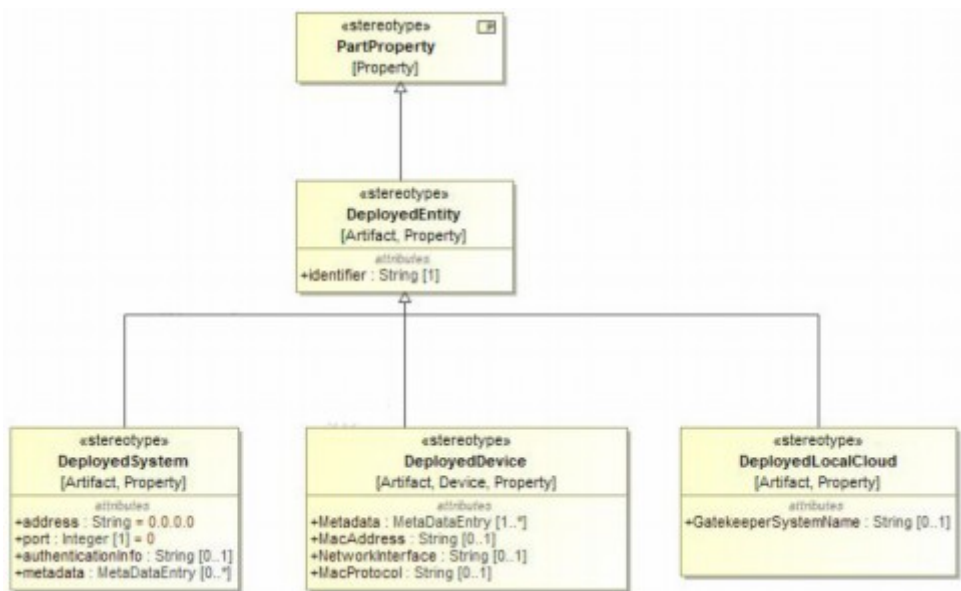 «stereotype»
PartProperty
[Property]
«stereotype»
DeployedEntity
[Artifact, Property]
attributes
+identifier : String [1]
«stereotype»
DeployedSystem
[Artifact, Property]
attributes
+address : String = 0.0.0.0
+port : Integer [1] = 0
+authenticationInfo : String [0..1]
+metadata : MetaDataEntry [0..*]
«stereotype»
DeployedDevice
[Artifact, Device, Property]
attributes
+Metadata : MetaDataEntry [1..*]
+MacAddress : String [0..1]
+NetworkInterface : String [0..1]
+MacProtocol : String [0..1]
«stereotype»
DeployedLocalCloud
[Artifact, Property]
attributes
+GatekeeperSystemName : String [0..1]